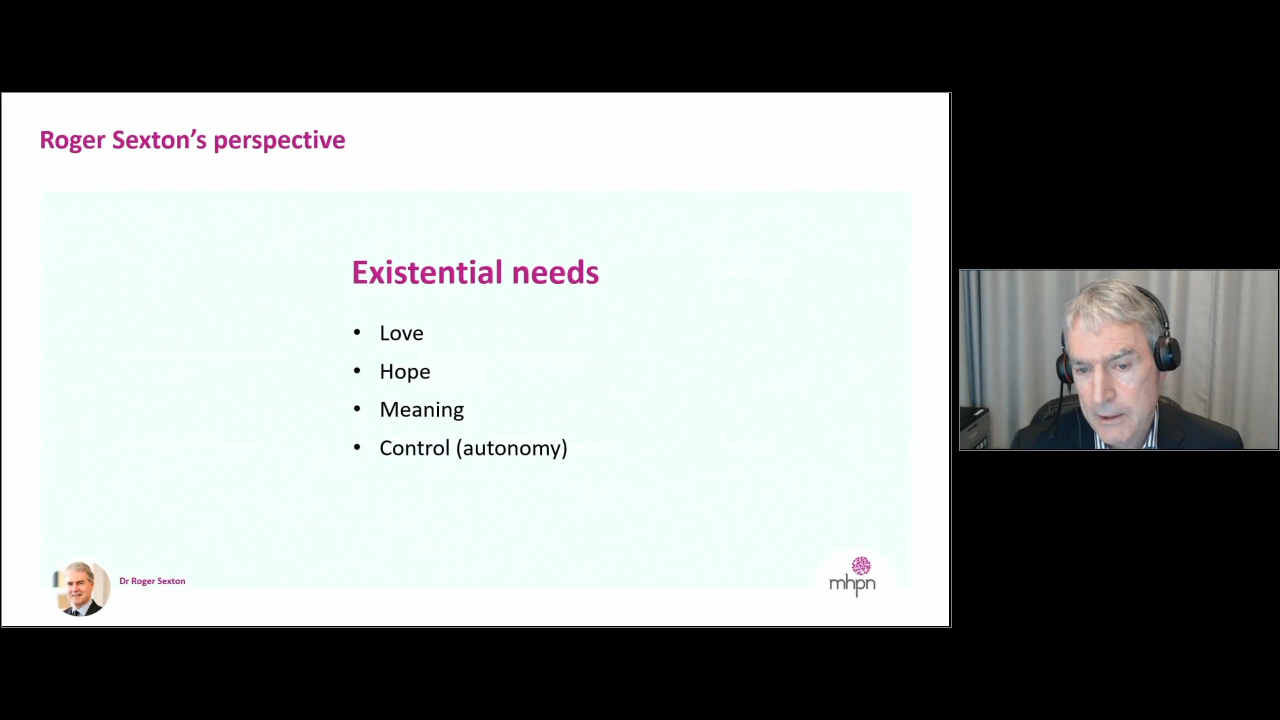 Roger Sexton’s perspective
Existential needs
• Love
• Hope
• Meaning
• Control (autonomy)
Dr Roger Sexton
mhpn